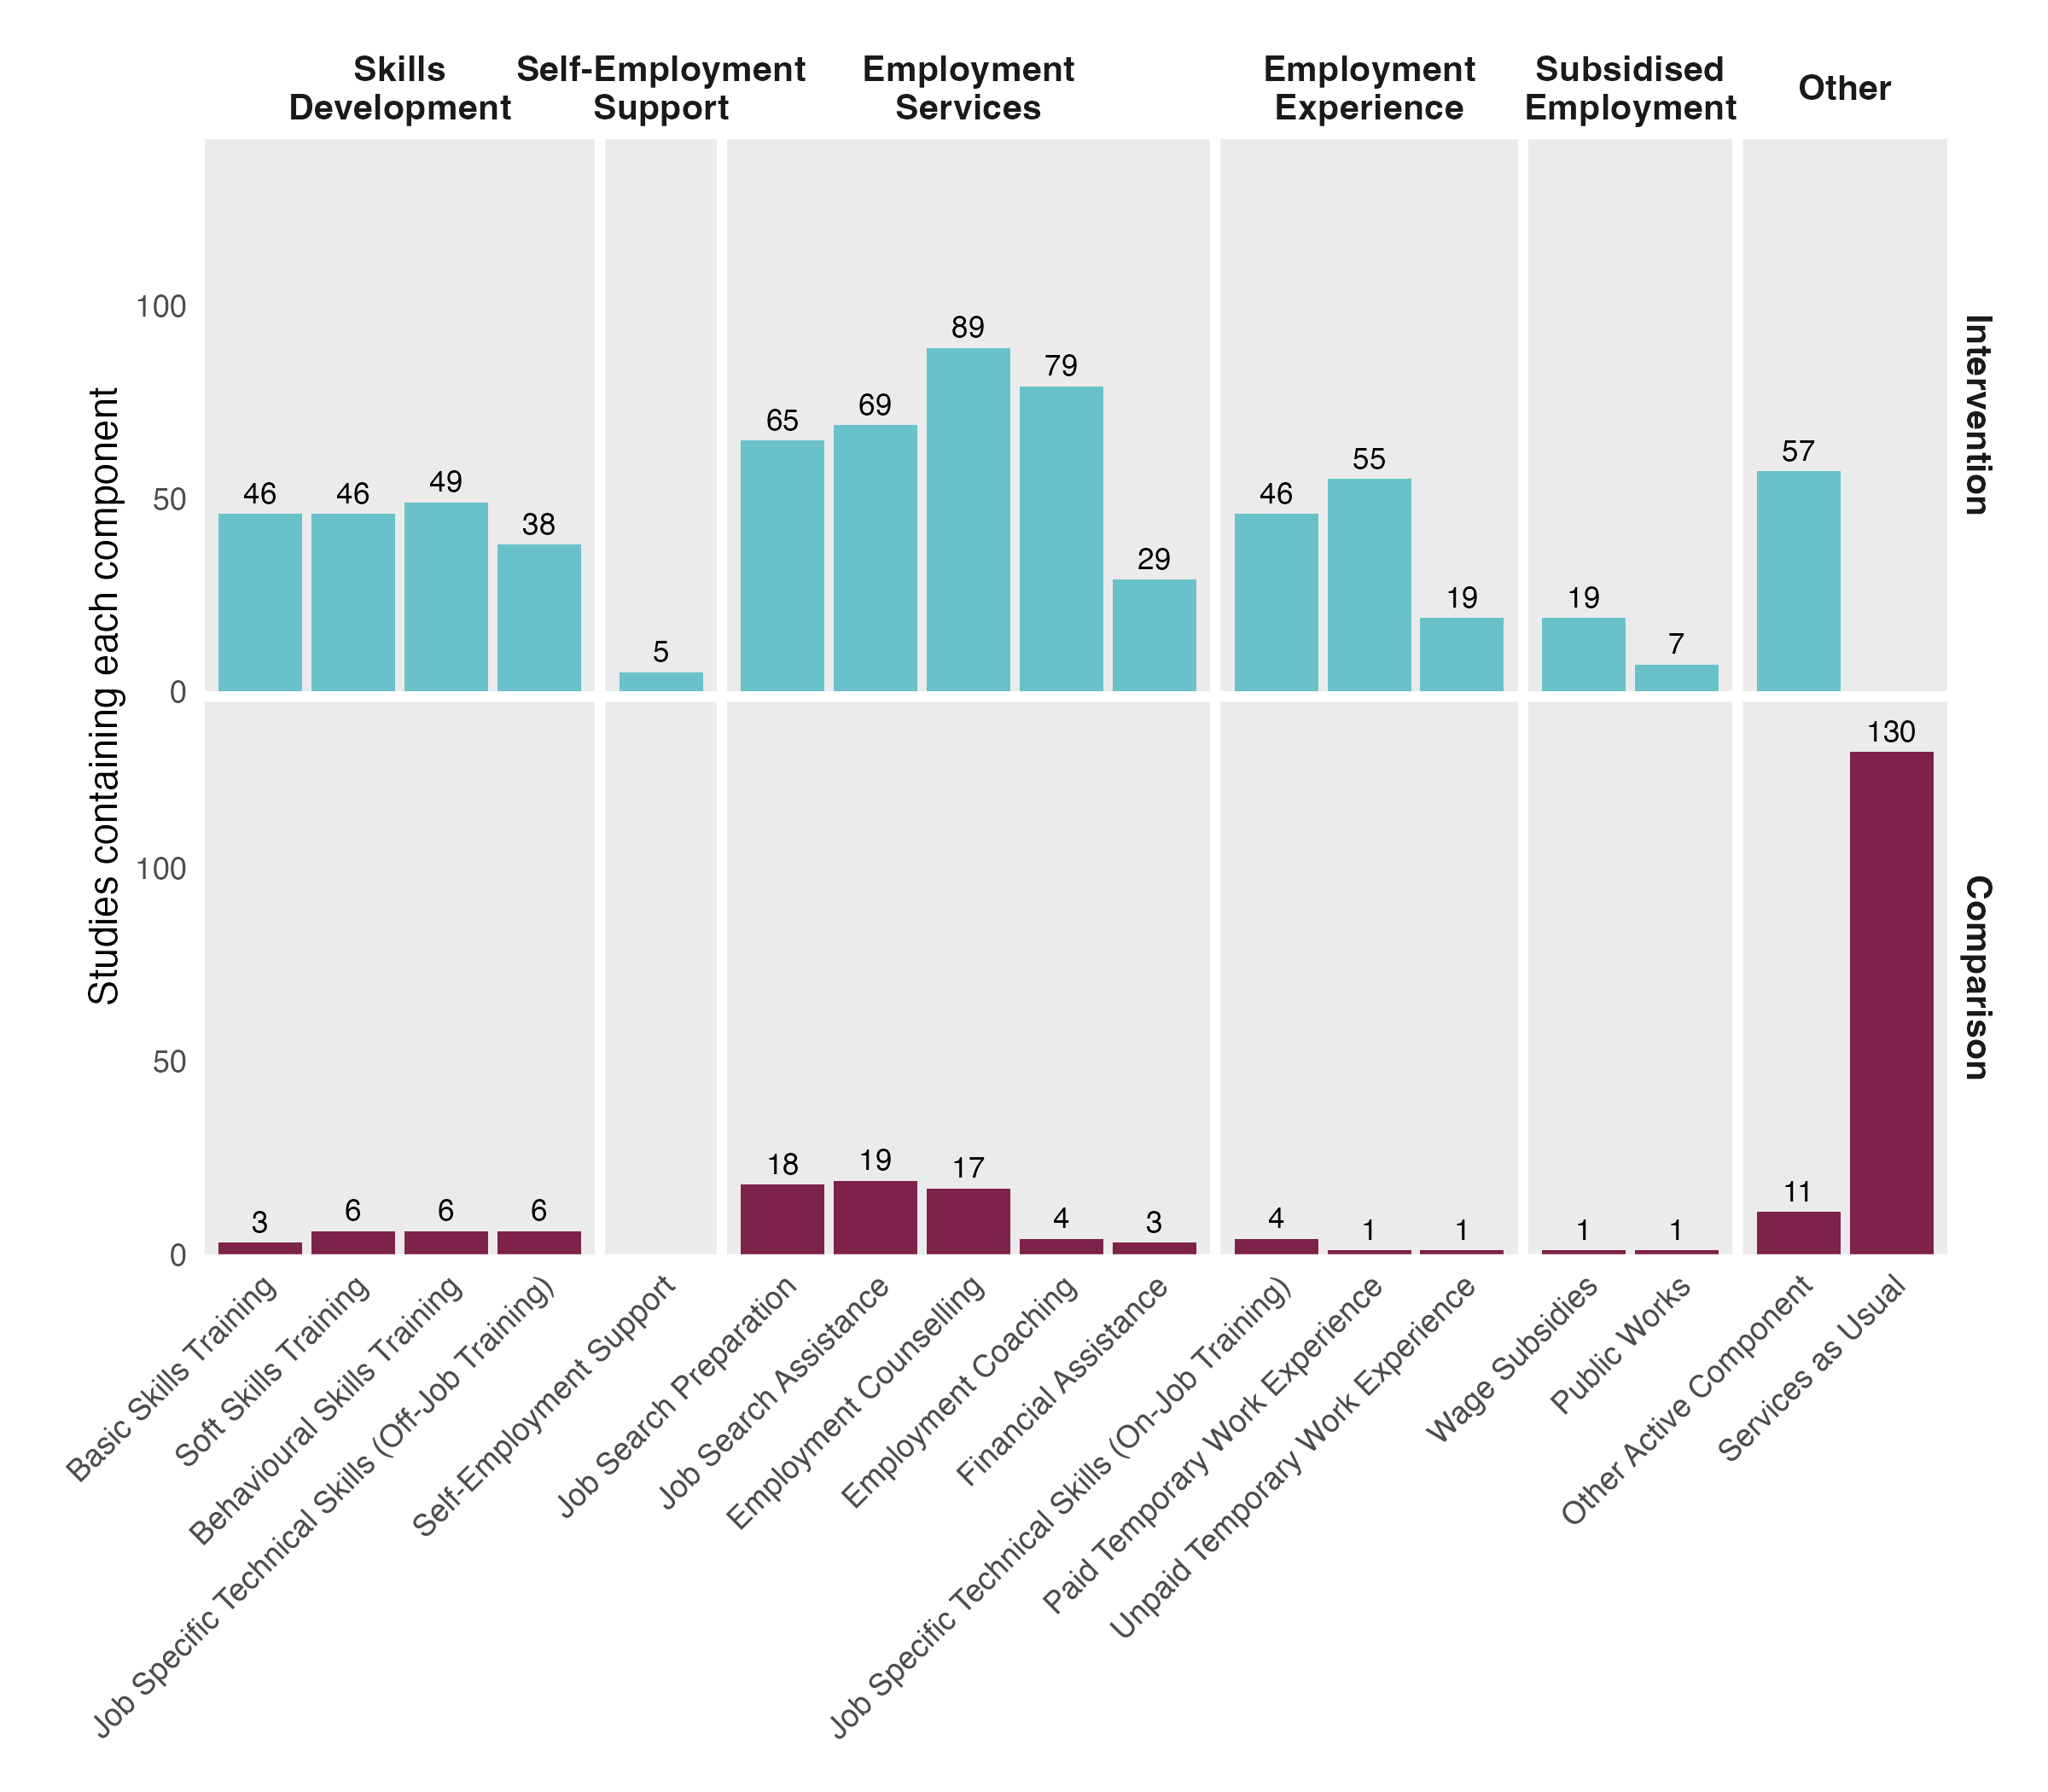 Skills
Development
Self-Employment
Support
Employment
Services
Employment
Experience
Subsidised
Employment
Other
Studies containing each component
100
50
0
46
46
49
38
5
65
69
89
79
29
46
55
19
19
7
57
Intervention
100
50
0
3
6
6
6
18
19
17
4
3
4
1
1
1
1
11
130
Comparison
Basic Skills Training
Soft Skills Training
Behavioural Skills Training
Job Specific Technical Skills (Off-Job Training)
Self-Employment Support
Job Search Preparation
Job Search Assistance
Employment Counselling
Employment Coaching
Financial Assistance
Job Specific Technical Skills (On-Job Training)
Paid Temporary Work Experience
Unpaid Temporary Work Experience
Wage Subsidies
Public Works
Other Active Component
Services as Usual